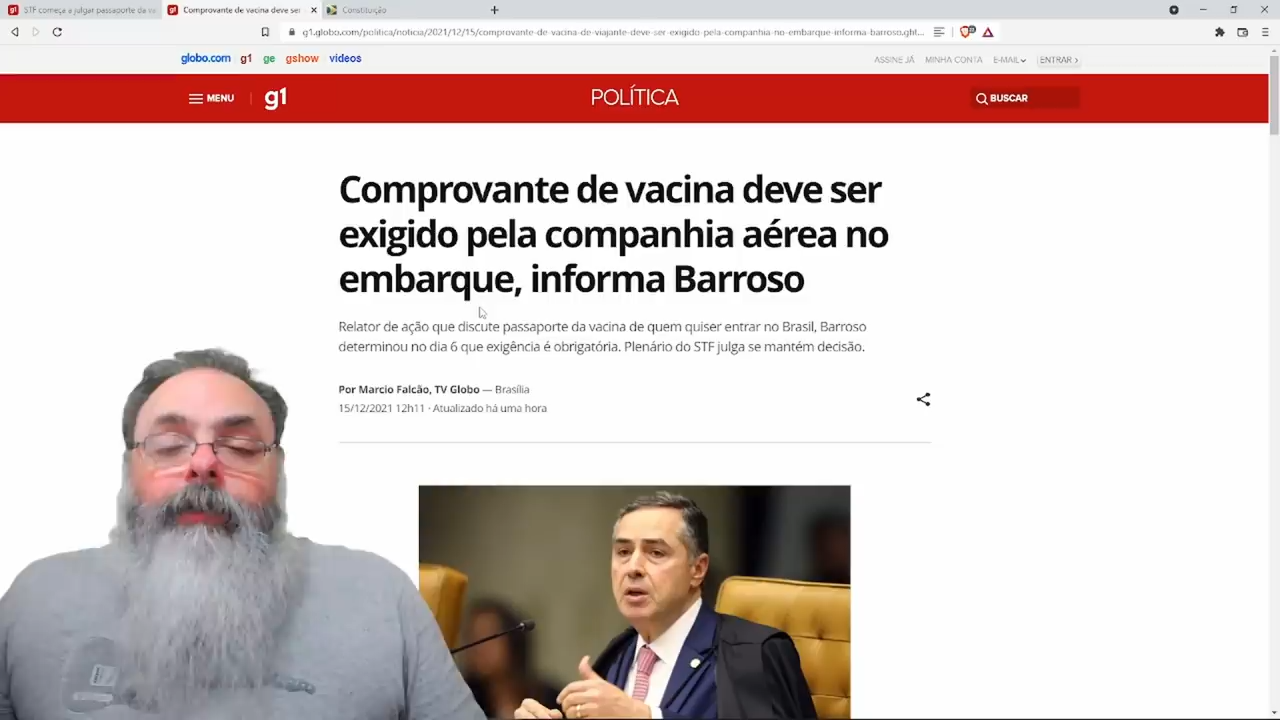 STF começa a julgar passaporte da va
Comprovante de vacina deve ser
Constituição
g1.globo.com/politica/noticia/2021/12/15/comprovante-de-vacina-de-viajante-deve-ser-exigido-pela-companhia-no-embarque-informa-barroso.ght...
globo.com g1 ge gshow videos
ASSINE JÁ MINHA CONTA E-MAIL ENTRAR
MENU g1 POLÍTICA BUSCAR
Comprovante de vacina deve ser
exigido pela companhia aérea no
embarque, informa Barroso
Relator de ação que discute passaporte da vacina de quem quiser entrar no Brasil, Barroso
determinou no dia 6 que exigência é obrigatória. Plenário do STF julga se mantém decisão.
Por Marcio Falcão, TV Globo — Brasília
15/12/2021 12h11 · Atualizado há uma hora